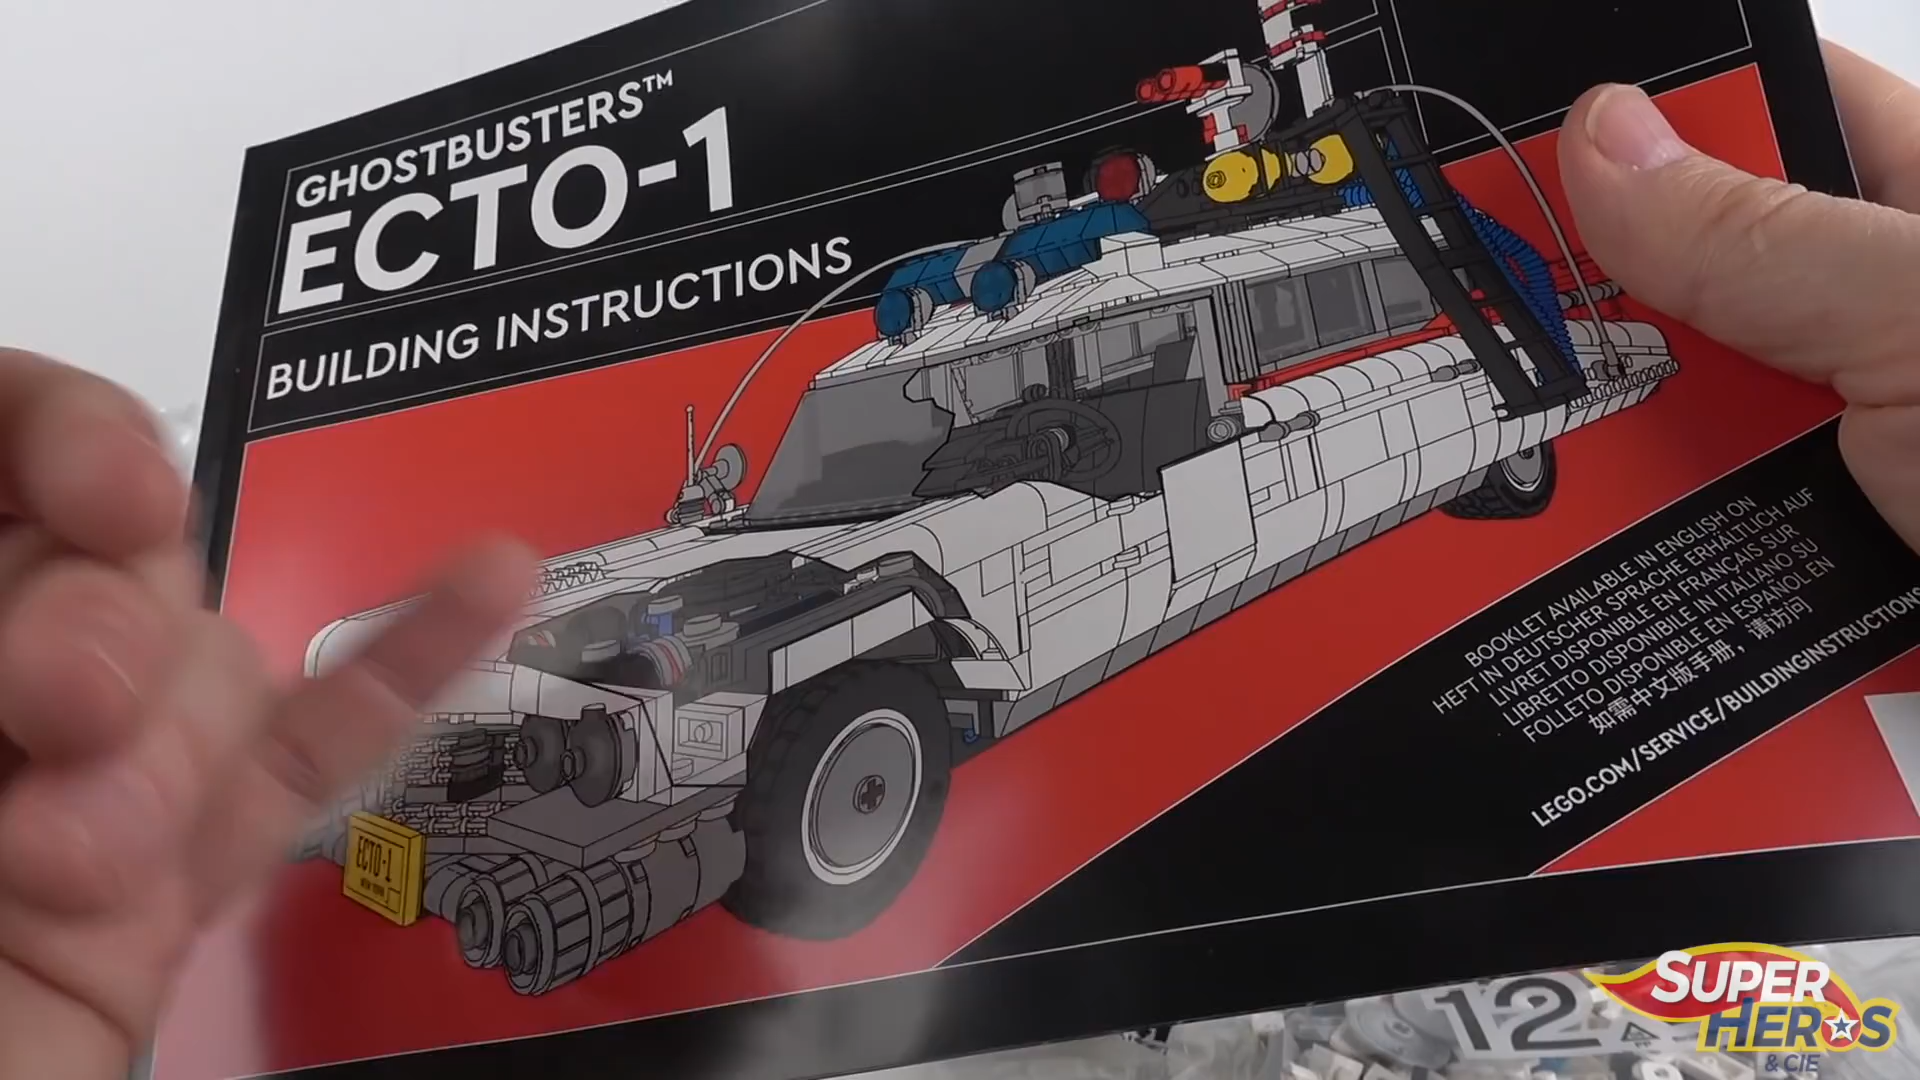 GHOSTBUSTERS™
ECTO-1
BUILDING INSTRUCTIONS
BOOKLET AVAILABLE IN ENGLISH ON
HEFT IN DEUTSCHER SPRACHE ERHÄLTLICH AUF
LIVRET DISPONIBLE EN FRANÇAIS SUR
LIBRETTO DISPONIBILE IN ITALIANO SU
FOLLETO DISPONIBLE EN ESPAÑOL EN
如需中文版手册，请访问
LEGO.COM/SERVICE/BUILDINGINSTRUCTIONS
ECTO-1
NEW YORK
12
SUPER
HEROS
& CIE